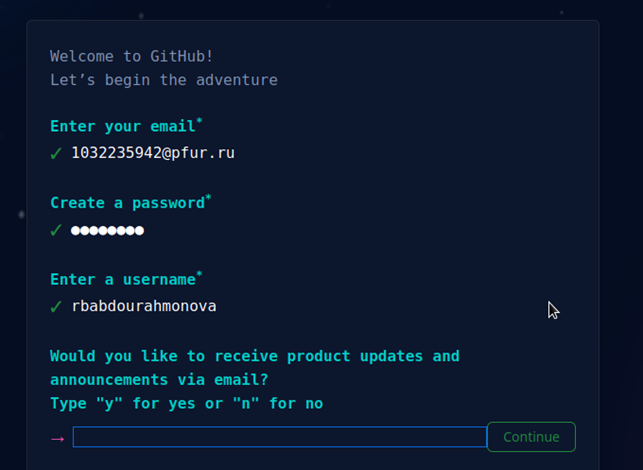 Welcome to GitHub!
Let’s begin the adventure
Enter your email*
✓ 1032235942@pfur.ru
Create a password*
✓ ●●●●●●●●
Enter a username*
✓ rbabdourahmonova
Would you like to receive product updates and
announcements via email?
Type "y" for yes or "n" for no
→ Continue